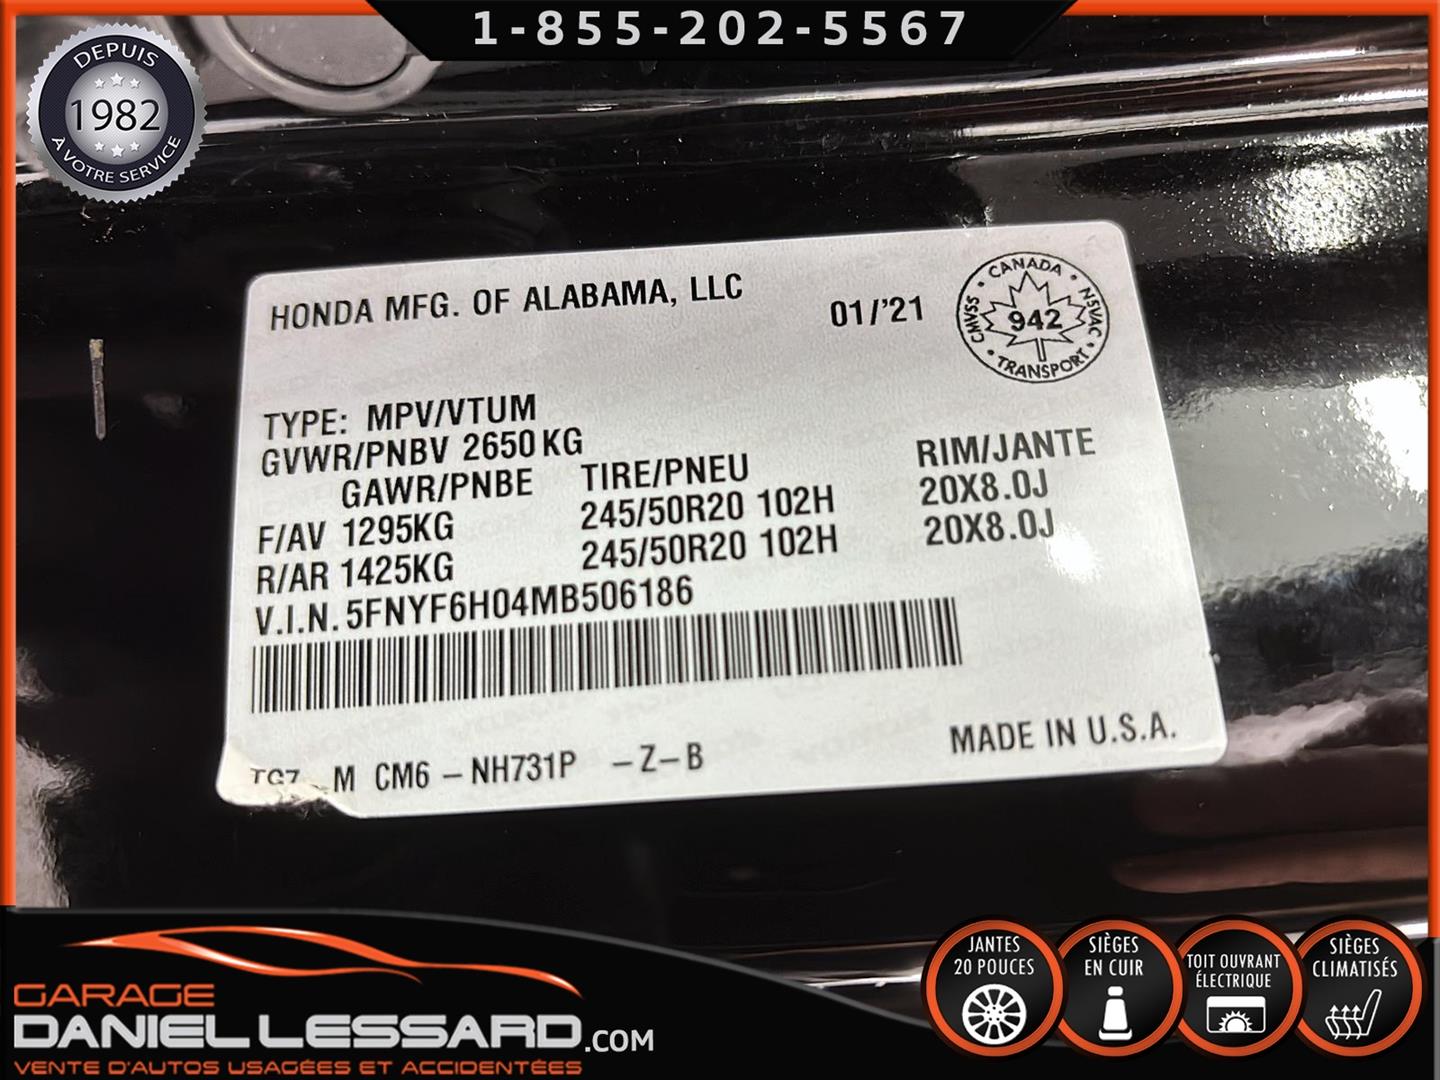 1-855-202-5567
DEPUIS
1982
À VOTRE SERVICE
HONDA MFG. OF ALABAMA, LLC
01/'21
CANADA
CMVSS
942
NSVAC
TRANSPORT
TYPE: MPV/VTUM
GVWR/PNBV 2650 KG
GAWR/PNBE TIRE/PNEU RIM/JANTE
F/AV 1295KG 245/50R20 102H 20X8.0J
R/AR 1425KG 245/50R20 102H 20X8.0J
V.I.N. 5FNYF6H04MB506186
M CM6 – NH731P – Z – B
MADE IN U.S.A.
JANTES
20 POUCES
SIÈGES
EN CUIR
TOIT OUVRANT
ÉLECTRIQUE
SIÈGES
CLIMATISÉS
GARAGE
DANIEL LESSARD.COM
VENTE D'AUTOS USAGÉES ET ACCIDENTÉES